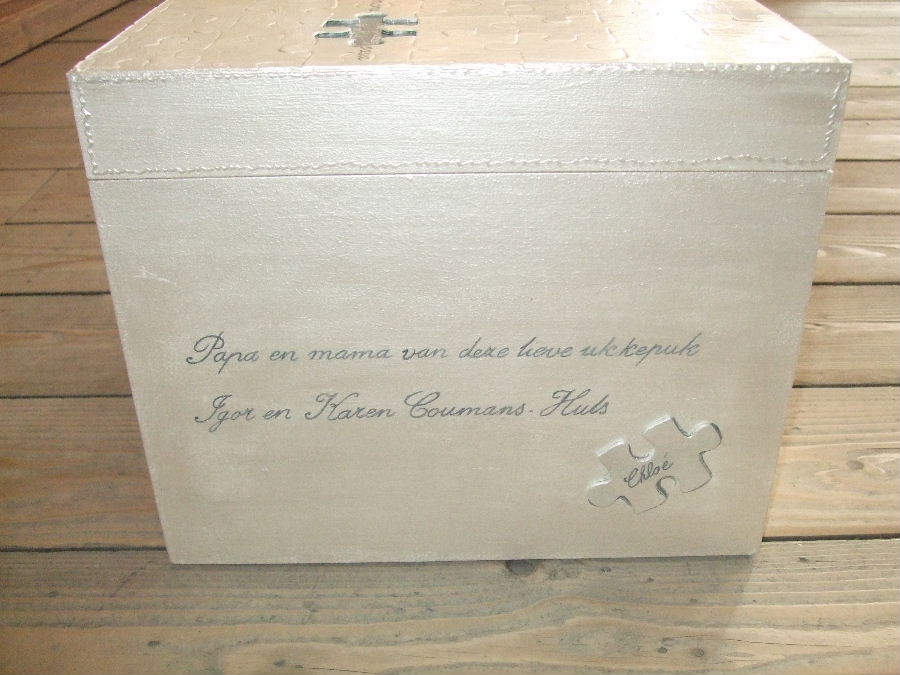 Papa en mama van deze lieve ukkepuk
Igor en Karen Coumans-Huls
Chloé